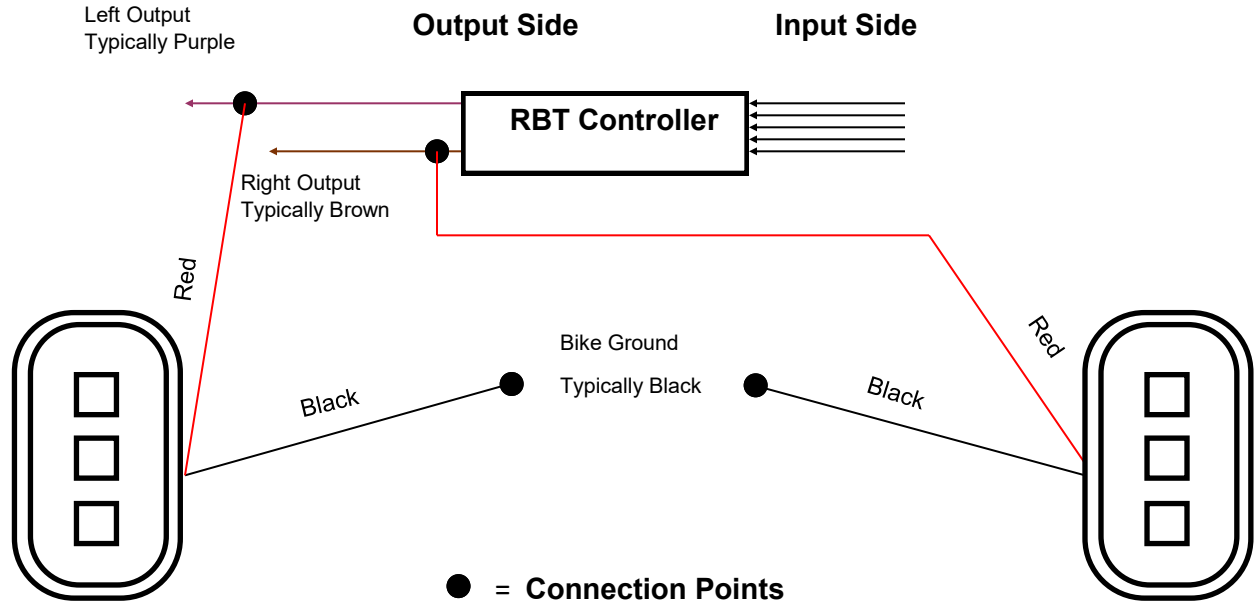 Left Output
Typically Purple
Output Side
Input Side
RBT Controller
Right Output
Typically Brown
Red
Red
Bike Ground
Typically Black
Black
Black
= Connection Points